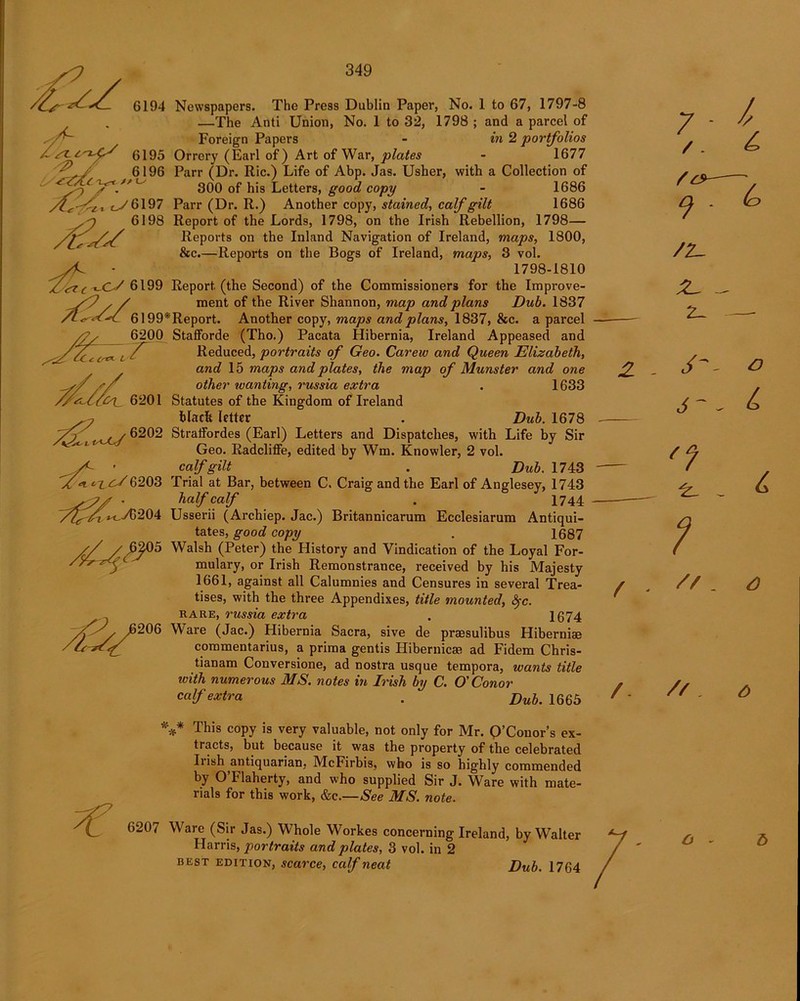 349
6194 Newspapers. The Press Dublin Paper, No. 1 to 67, 1797-8
—The Anti Union, No. 1 to 32, 1798 ; and a parcel of
Foreign Papers - in 2 portfolios
6195 Orrery (Earl of) Art of War, plates - 1677
6196 Parr (Dr. Ric.) Life of Abp. Jas. Usher, with a Collection of
300 of his Letters, good copy - 1686
6197 Parr (Dr. R.) Another copy, stained, calf gilt 1686
6198 Report of the Lords, 1798, on the Irish Rebellion, 1798—
Reports on the Inland Navigation of Ireland, maps, 1800,
&c.—Reports on the Bogs of Ireland, maps, 3 vol.
1798-1810
6199 Report (the Second) of the Commissioners for the Improve-
ment of the River Shannon, map and plans Dub. 1837
6199*Report. Another copy, maps and plans, 1837, &c. a parcel
6200 Stafforde (Tho.) Pacata Hibernia, Ireland Appeased and
Reduced, portraits of Geo. Carew and Queen Elizabeth,
and 15 maps and plates, the map of Munster and one
other wanting, russia extra . 1633
6201 Statutes of the Kingdom of Ireland
black letter . Dub. 1678
6202 Straffordes (Earl) Letters and Dispatches, with Life by Sir
Geo. Radcliffe, edited by Wm. Knowler, 2 vol.
calf gilt . Dub. 1743
6203 Trial at Bar, between C. Craig and the Earl of Anglesey, 1743
half calf . 1744
6204 Usserii (Archiep. Jac.) Britannicarum Ecclesiarum Antiqui-
tates, good copy . 1687
6205 Walsh (Peter) the History and Vindication of the Loyal For-
mulary, or Irish Remonstrance, received by his Majesty
1661, against all Calumnies and Censures in several Trea-
tises, with the three Appendixes, title mounted, &c.
RARE, russia extra . 1674
6206 Ware (Jac.) Hibernia Sacra, sive de præsulibus Hiberniæ
commentarius, a prima gentis Hibernicæ ad Fidem Chris-
tianam Conversione, ad nostra usque tempora, wants title
with numerous MS. notes in Irish by C. O'Conor
calf extra . Dub. 1665
*** This copy is very valuable, not only for Mr. O'Conor's ex-
tracts, but because it was the property of the celebrated
Irish antiquarian, McFirbis, who is so highly commended
by O'Flaherty, and who supplied Sir J. Ware with mate-
rials for this work, &c.—See MS. note.
6207 Ware (Sir Jas.) Whole Workes concerning Ireland, by Walter
Harris, portraits and plates, 3 vol. in 2
BEST EDITION, scarce, calf neat Dub. 1764